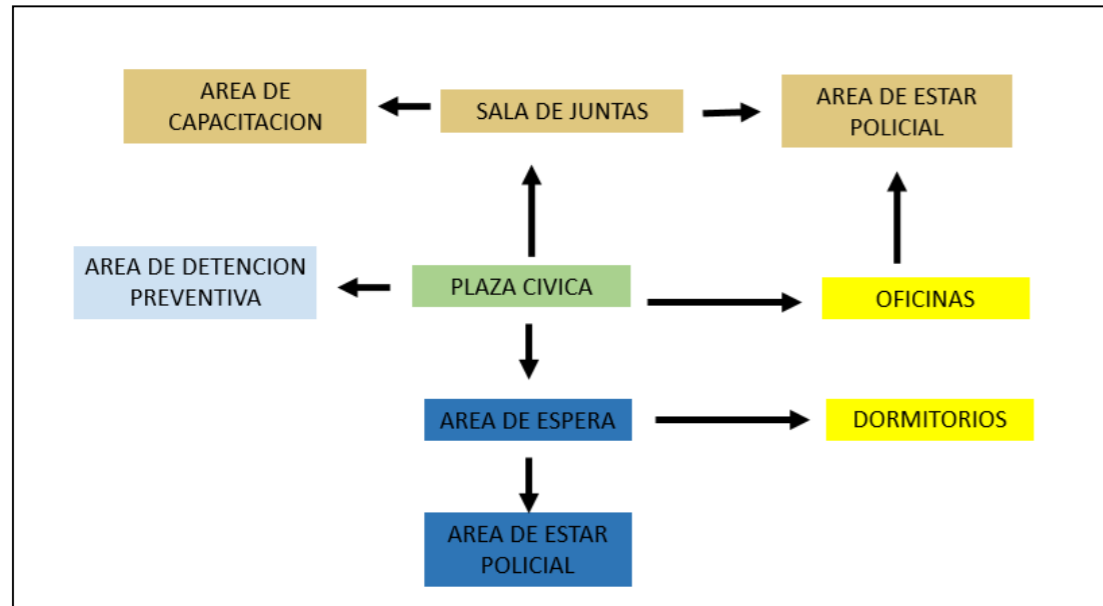 AREA DE
CAPACITACION
SALA DE JUNTAS
AREA DE ESTAR
POLICIAL
AREA DE DETENCION
PREVENTIVA
PLAZA CIVICA
OFICINAS
AREA DE ESPERA
DORMITORIOS
AREA DE ESTAR
POLICIAL